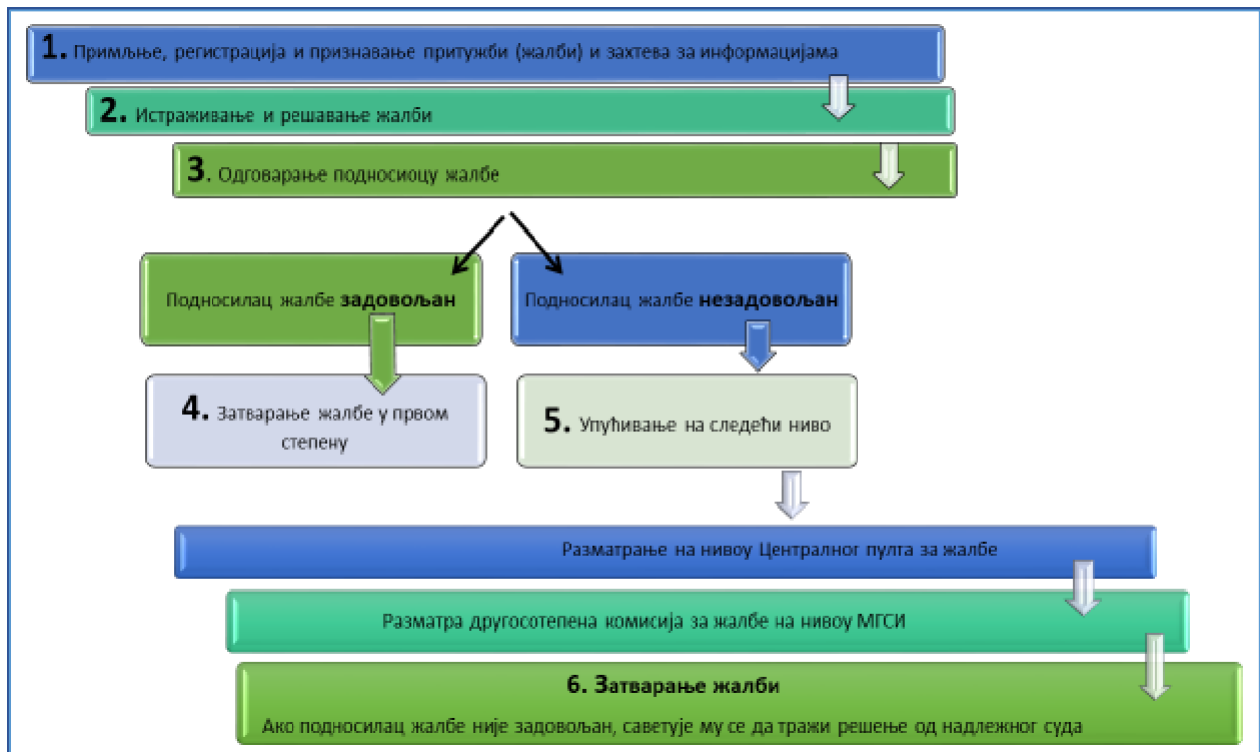 1. Примљње, регистрација и признавање притужби (жалби) и захтева за информацијама
2. Истраживање и решавање жалби
3. Одговарање подносиоцу жалбе
Подносилац жалбе задовољан
Подносилац жалбе незадовољан
4. Затварање жалбе у првом
степену
5. Упућивање на следећи ниво
Разматрање на нивоу Централног пулта за жалбе
Разматра другосотепена комисија за жалбе на нивоу МГСИ
6. Затварање жалби
Ако подносилац жалбе није задовољан, саветује му се да тражи решење од надлежног суда